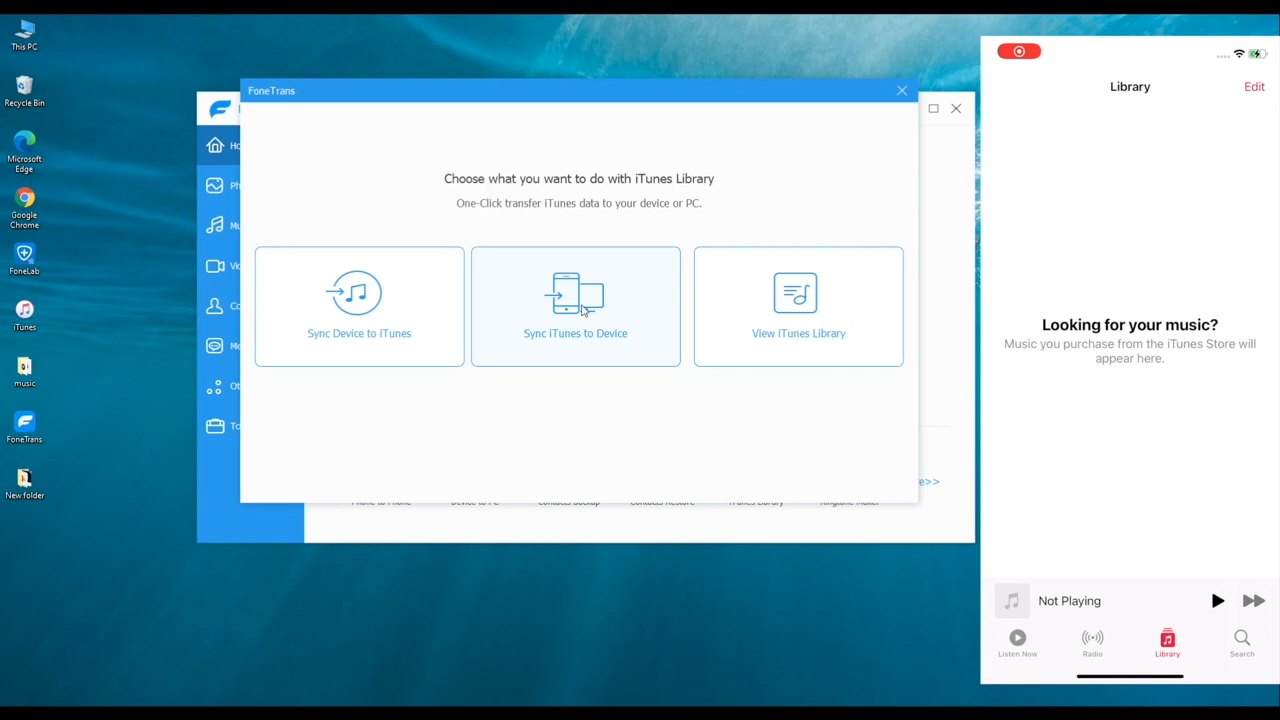 This PC
Recycle Bin
Microsoft
Edge
Google
Chrome
FoneLab
iTunes
music
FoneTrans
New folder
FoneTrans
Choose what you want to do with iTunes Library
One-Click transfer iTunes data to your device or PC.
Sync Device to iTunes
Sync iTunes to Device
View iTunes Library
Library
Edit
Looking for your music?
Music you purchase from the iTunes Store will
appear here.
Not Playing
Listen Now
Radio
Library
Search